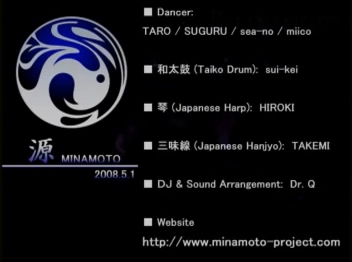 源 MINAMOTO
2008.5.1
■ Dancer:
TARO / SUGURU / sea-no / miico
■ 和太鼓 (Taiko Drum): sui-kei
■ 琴 (Japanese Harp): HIROKI
■ 三味線 (Japanese Hanjyo): TAKEMI
■ DJ & Sound Arrangement: Dr. Q
■ Website
http://www.minamoto-project.com